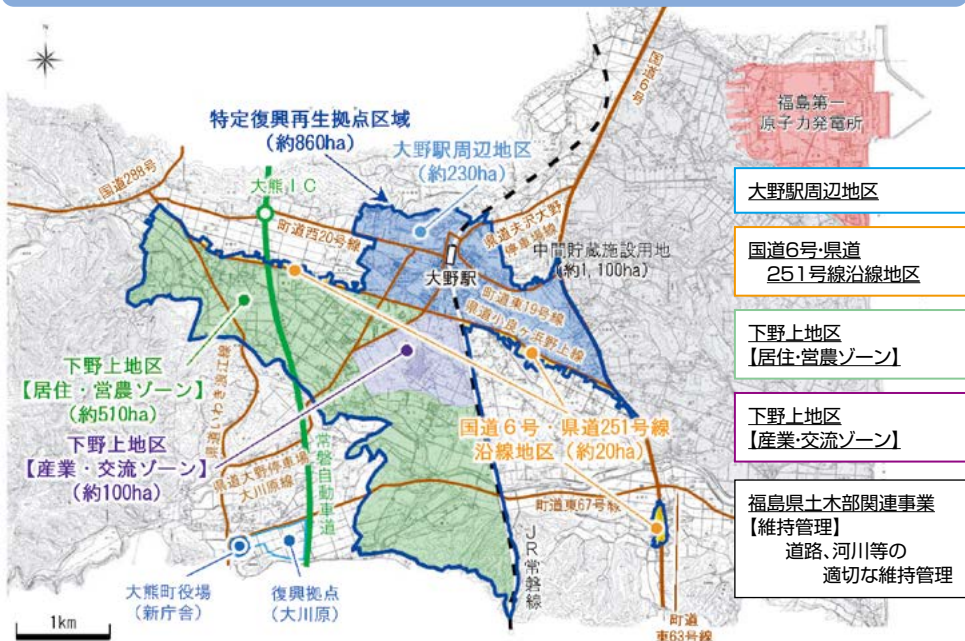 国道6号
福島第一
原子力発電所
特定復興再生拠点区域
(約860ha)
大野駅周辺地区
(約230ha)
国道288号
大熊IC
町道西20号線
県道夫沢大野
停車場線
中間貯蔵施設用地
(約1,100ha)
大野駅
町道東19号線
県道小良ヶ浜野上線
下野上地区
【居住・営農ゾーン】
(約510ha)
県道いわき浪江線
下野上地区
【産業・交流ゾーン】
(約100ha)
国道6号・県道251号線
沿線地区(約20ha)
県道大野停車場
大川原線
常磐自動車道
町道東67号線
JR常磐線
大熊町役場
(新庁舎)
復興拠点
(大川原)
町道
東63号線
1km
大野駅周辺地区
国道6号・県道
251号線沿線地区
下野上地区
【居住・営農ゾーン】
下野上地区
【産業・交流ゾーン】
福島県土木部関連事業
【維持管理】
道路、河川等の
適切な維持管理